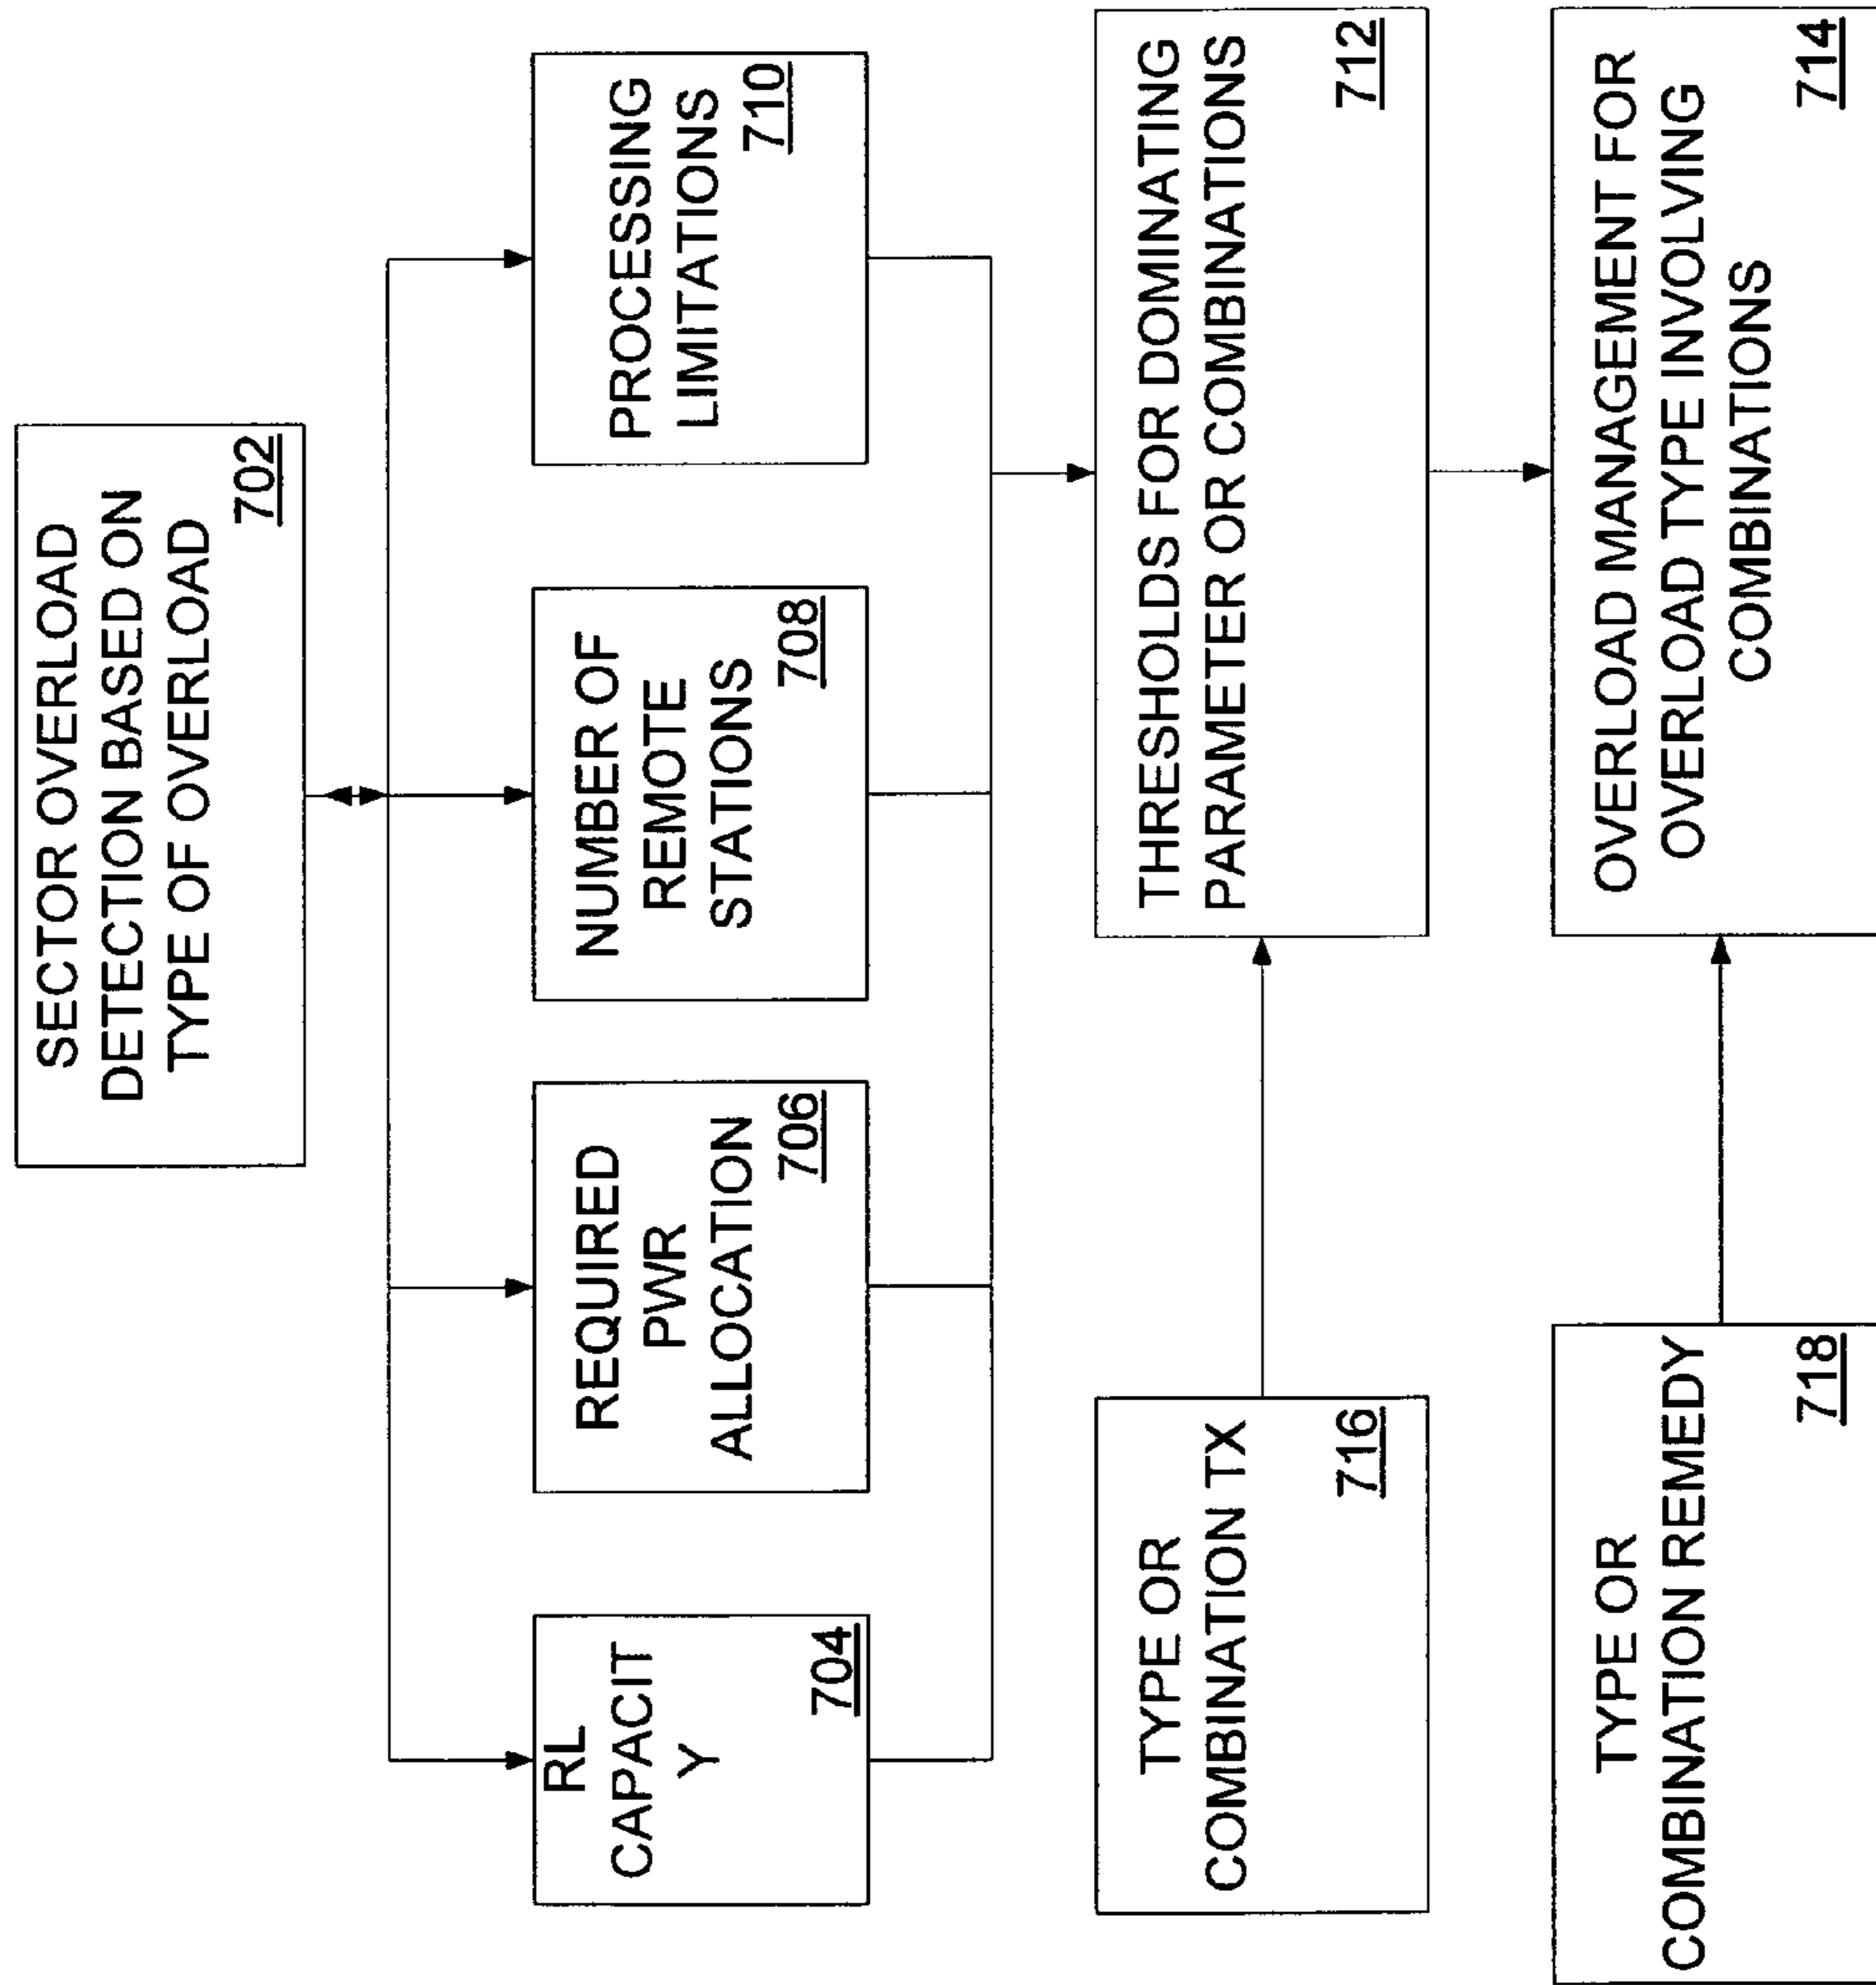 SECTOR OVERLOAD
DETECTION BASED ON
TYPE OF OVERLOAD
702
RL
CAPACIT
Y
704
REQUIRED
PWR
ALLOCATION
706
NUMBER OF
REMOTE
STATIONS
708
PROCESSING
LIMITATIONS
710
TYPE OR
COMBINATION TX
716
THRESHOLDS FOR DOMINATING
PARAMETER OR COMBINATIONS
712
TYPE OR
COMBINATION REMEDY
718
OVERLOAD MANAGEMENT FOR
OVERLOAD TYPE INVOLVING
COMBINATIONS
714